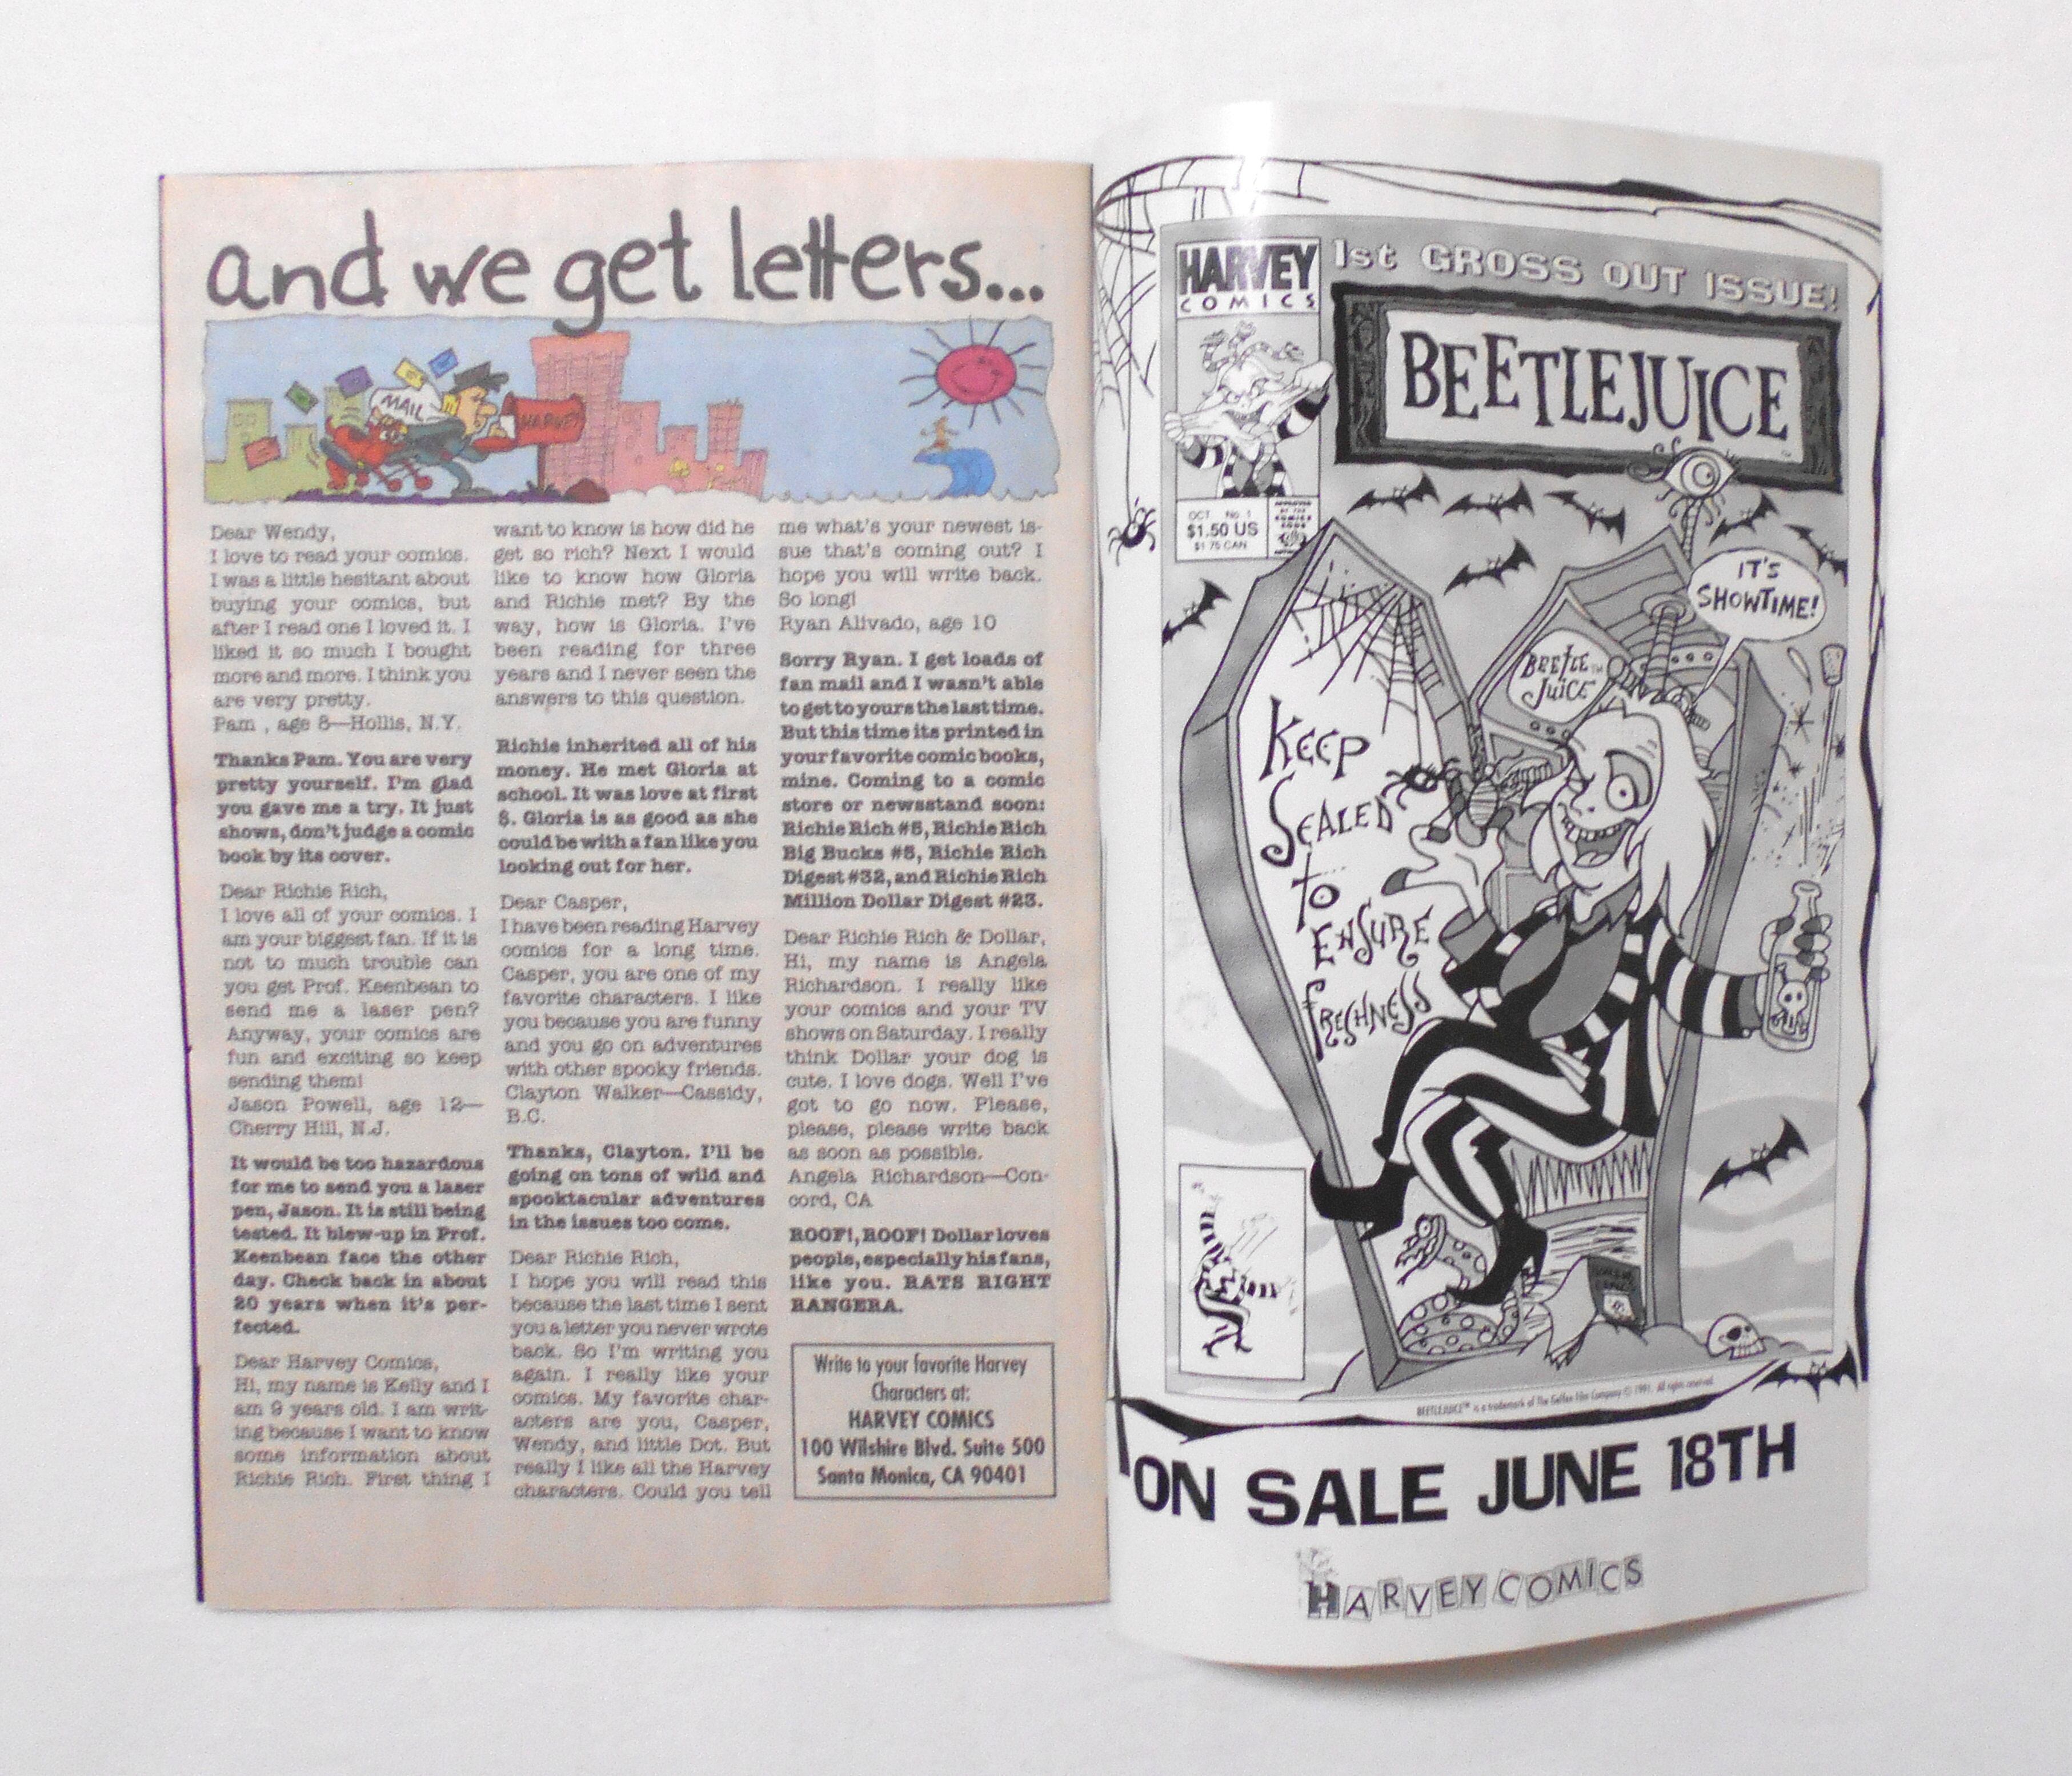 and we get letters...
MAIL
HARVEY
Dear Wendy,
I love to read your comics.
I was a little hesitant about
buying your comics, but
after I read one I loved it. I
liked it so much I bought
more and more. I think you
are very pretty.
Pam , age 8—Hollis, N.Y.
Thanks Pam. You are very
pretty yourself. I'm glad
you gave me a try. It just
shows, don't judge a comic
book by its cover.
Dear Richie Rich,
I love all of your comics. I
am your biggest fan. If it is
not to much trouble can
you get Prof. Keenbean to
send me a laser pen?
Anyway, your comics are
fun and exciting so keep
sending them!
Jason Powell, age 12—
Cherry Hill, N.J.
It would be too hazardous
for me to send you a laser
pen, Jason. It is still being
tested. It blew-up in Prof.
Keenbean face the other
day. Check back in about
20 years when it's per-
fected.
Dear Harvey Comics,
Hi, my name is Kelly and I
am 9 years old. I am writ-
ing because I want to know
some information about
Richie Rich. First thing I
want to know is how did he
get so rich? Next I would
like to know how Gloria
and Richie met? By the
way, how is Gloria. I've
been reading for three
years and I never seen the
answers to this question.
Richie inherited all of his
money. He met Gloria at
school. It was love at first
$. Gloria is as good as she
could be with a fan like you
looking out for her.
Dear Casper,
I have been reading Harvey
comics for a long time.
Casper, you are one of my
favorite characters. I like
you because you are funny
and you go on adventures
with other spooky friends.
Clayton Walker—Cassidy,
B.C.
Thanks, Clayton. I'll be
going on tons of wild and
spooktacular adventures
in the issues too come.
Dear Richie Rich,
I hope you will read this
because the last time I sent
you a letter you never wrote
back. So I'm writing you
again. I really like your
comics. My favorite char-
acters are you, Casper,
Wendy, and little Dot. But
really I like all the Harvey
characters. Could you tell
me what's your newest is-
sue that's coming out? I
hope you will write back.
So long!
Ryan Alivado, age 10
Sorry Ryan. I get loads of
fan mail and I wasn't able
to get to yours the last time.
But this time its printed in
your favorite comic books,
mine. Coming to a comic
store or newsstand soon:
Richie Rich #5, Richie Rich
Big Bucks #5, Richie Rich
Digest #32, and Richie Rich
Million Dollar Digest #23.
Dear Richie Rich & Dollar,
Hi, my name is Angela
Richardson. I really like
your comics and your TV
shows on Saturday. I really
think Dollar your dog is
cute. I love dogs. Well I've
got to go now. Please,
please, please write back
as soon as possible.
Angela Richardson—Con-
cord, CA
ROOF!, ROOF! Dollar loves
people, especially his fans,
like you. RATS RIGHT
RANGERA.
Write to your favorite Harvey
Characters at:
HARVEY COMICS
100 Wilshire Blvd. Suite 500
Santa Monica, CA 90401
HARVEY
COMICS
1st GROSS OUT ISSUE!
BEETLEJUICE
OCT No. 1
$1.50 US
$1.75 CAN
APPROVED
BY THE
COMICS
CODE
IT'S
SHOWTIME!
BEETLE
JUICE
TM
KEEP
SEALED
TO
ENSURE
FRESHNESS
BEETLEJUICE™ is a trademark of The Geffen Film Company © 1991. All rights reserved.
ON SALE JUNE 18TH
HARVEY COMICS